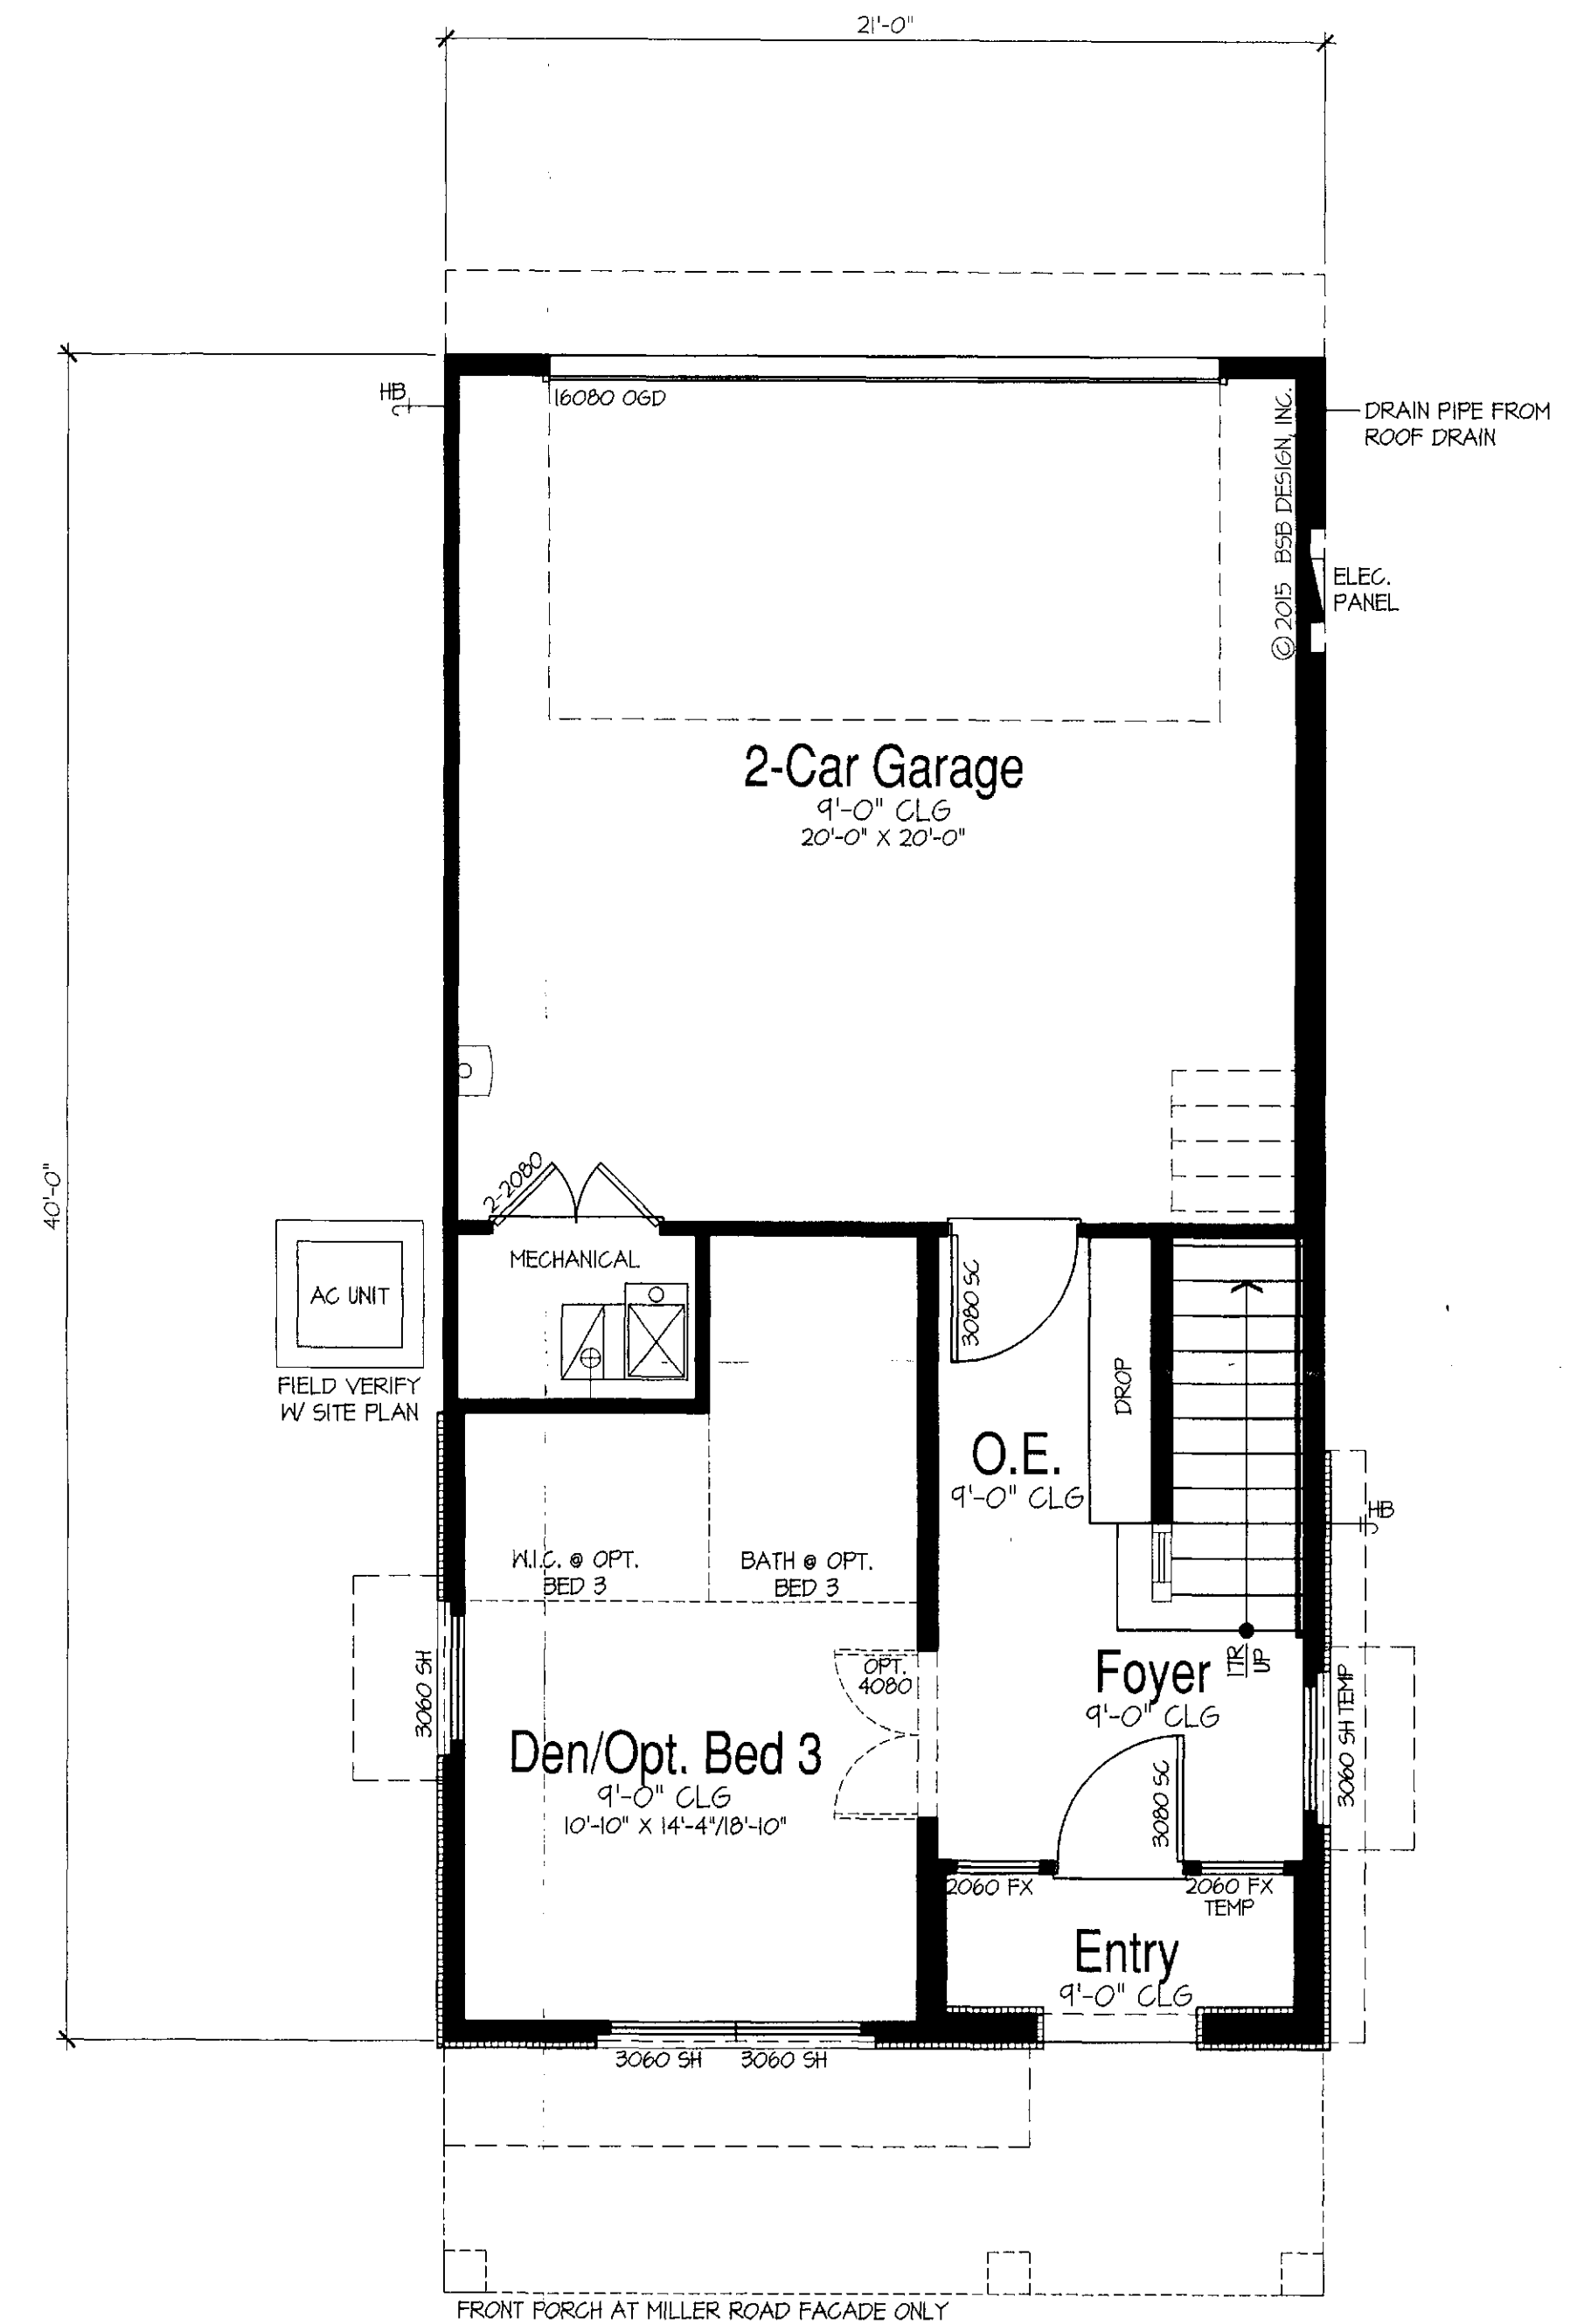 21'-0"
HB
16080 OGD
DRAIN PIPE FROM
ROOF DRAIN
© 2015 BSB DESIGN, INC.
ELEC.
PANEL
2-Car Garage
9'-0" CLG
20'-0" X 20'-0"
40'-0"
2-2080
MECHANICAL
AC UNIT
FIELD VERIFY
W/ SITE PLAN
3080 SC
DROP
O.E.
9'-0" CLG
HB
W.I.C. @ OPT.
BED 3
BATH @ OPT.
BED 3
3060 SH
OPT.
4080
Foyer
9'-0" CLG
17R
UP
3060 SH TEMP
Den/Opt. Bed 3
9'-0" CLG
10'-10" X 14'-4"/18'-10"
3080 SC
2060 FX
2060 FX
TEMP
Entry
9'-0" CLG
3060 SH 3060 SH
FRONT PORCH AT MILLER ROAD FACADE ONLY